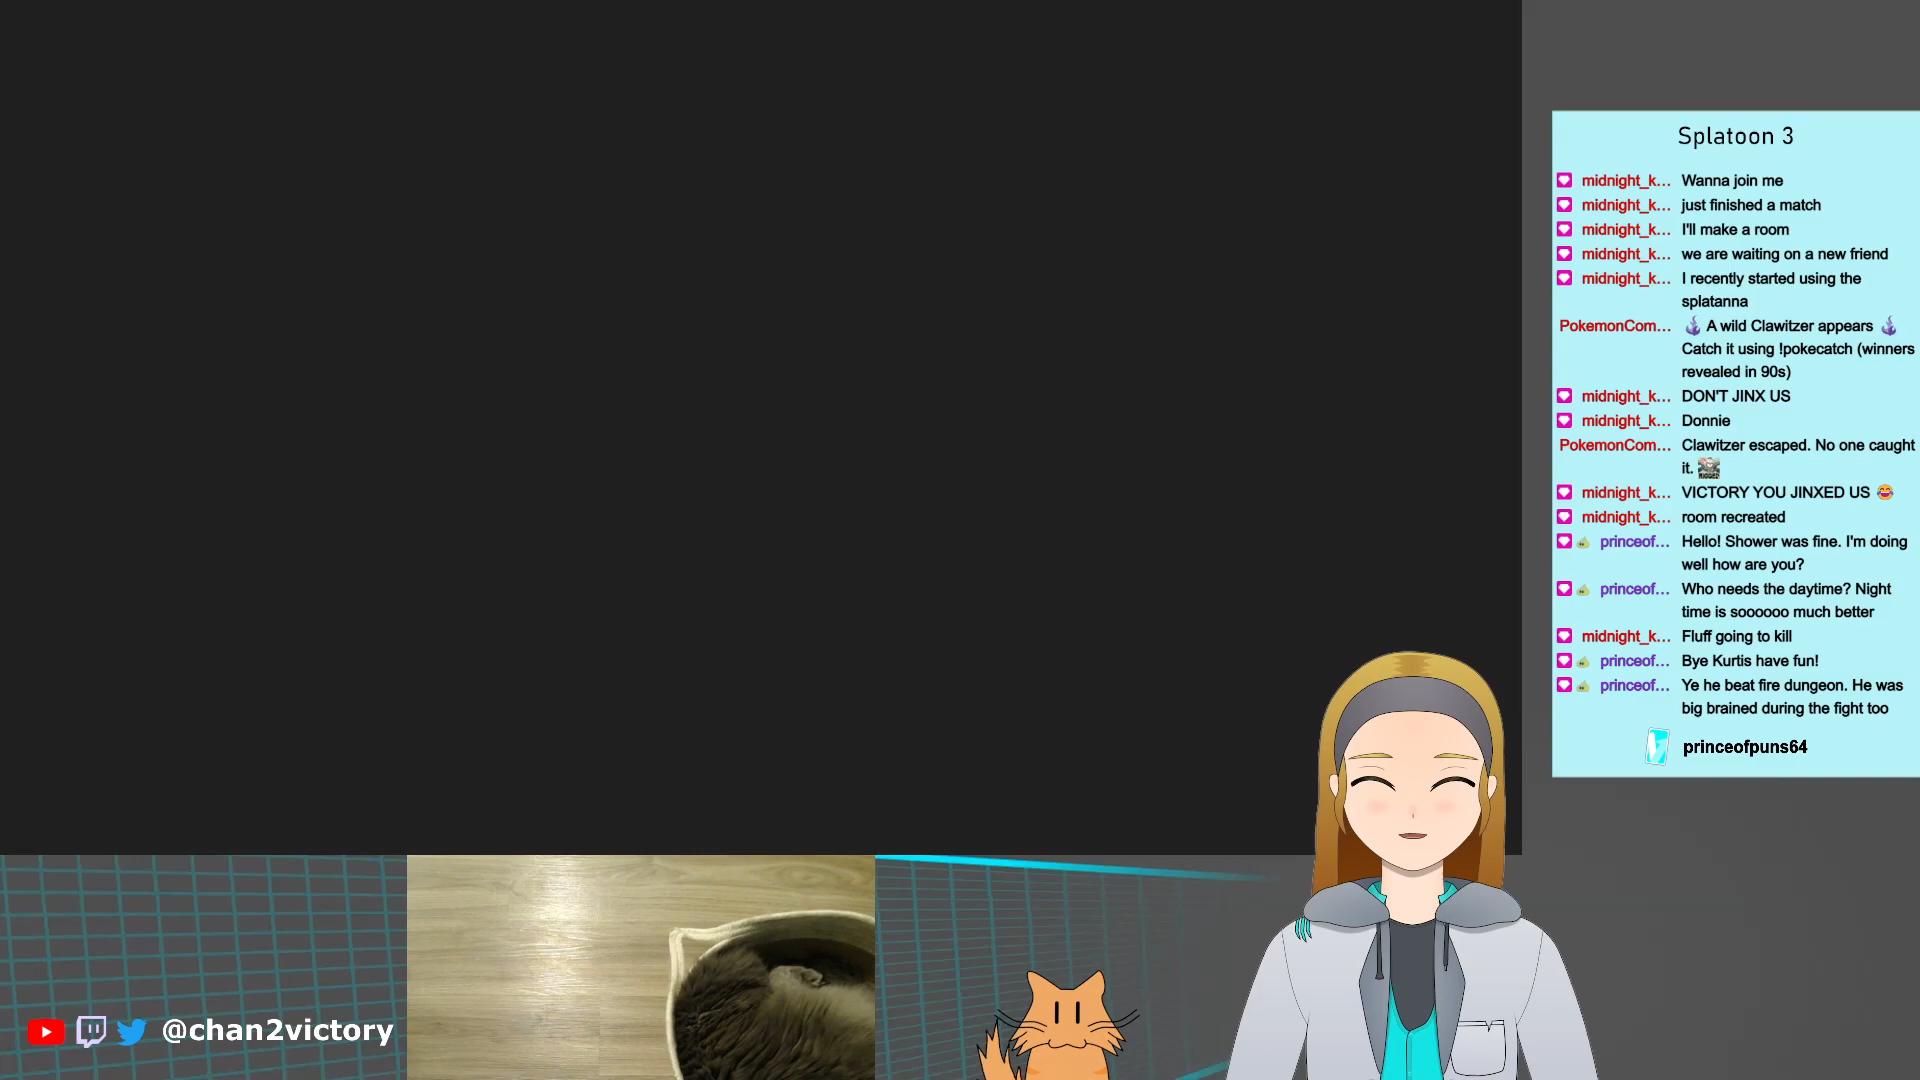 Splatoon 3
midnight_k... Wanna join me
midnight_k... just finished a match
midnight_k... I'll make a room
midnight_k... we are waiting on a new friend
midnight_k... I recently started using the
splatanna
PokemonCom... A wild Clawitzer appears
Catch it using !pokecatch (winners
revealed in 90s)
midnight_k... DON'T JINX US
midnight_k... Donnie
PokemonCom... Clawitzer escaped. No one caught
it.
midnight_k... VICTORY YOU JINXED US 😂
midnight_k... room recreated
princeof... Hello! Shower was fine. I'm doing
well how are you?
princeof... Who needs the daytime? Night
time is soooooo much better
midnight_k... Fluff going to kill
princeof... Bye Kurtis have fun!
princeof... Ye he beat fire dungeon. He was
big brained during the fight too
princeofpuns64
@chan2victory